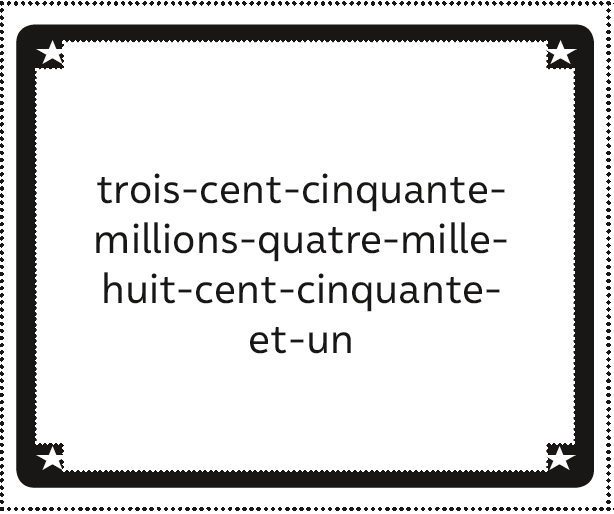 trois-cent-cinquante-
millions-quatre-mille-
huit-cent-cinquante-
et-un